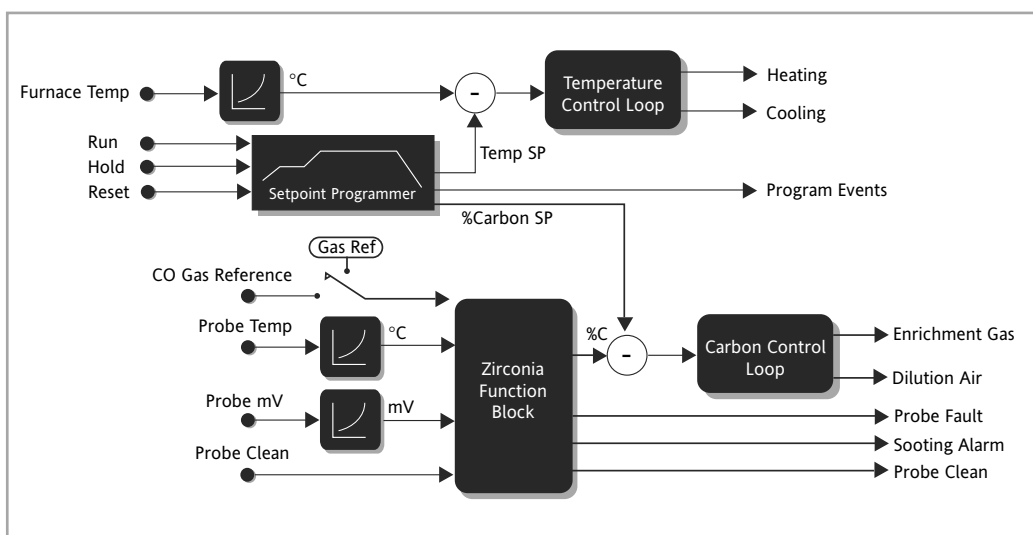 Furnace Temp
°C
-
Temperature
Control Loop
Heating
Cooling
Run
Hold
Reset
Setpoint Programmer
Temp SP
Program Events
%Carbon SP
Gas Ref
CO Gas Reference
Probe Temp
°C
Probe mV
mV
Probe Clean
Zirconia
Function
Block
%C
-
Carbon Control
Loop
Enrichment Gas
Dilution Air
Probe Fault
Sooting Alarm
Probe Clean